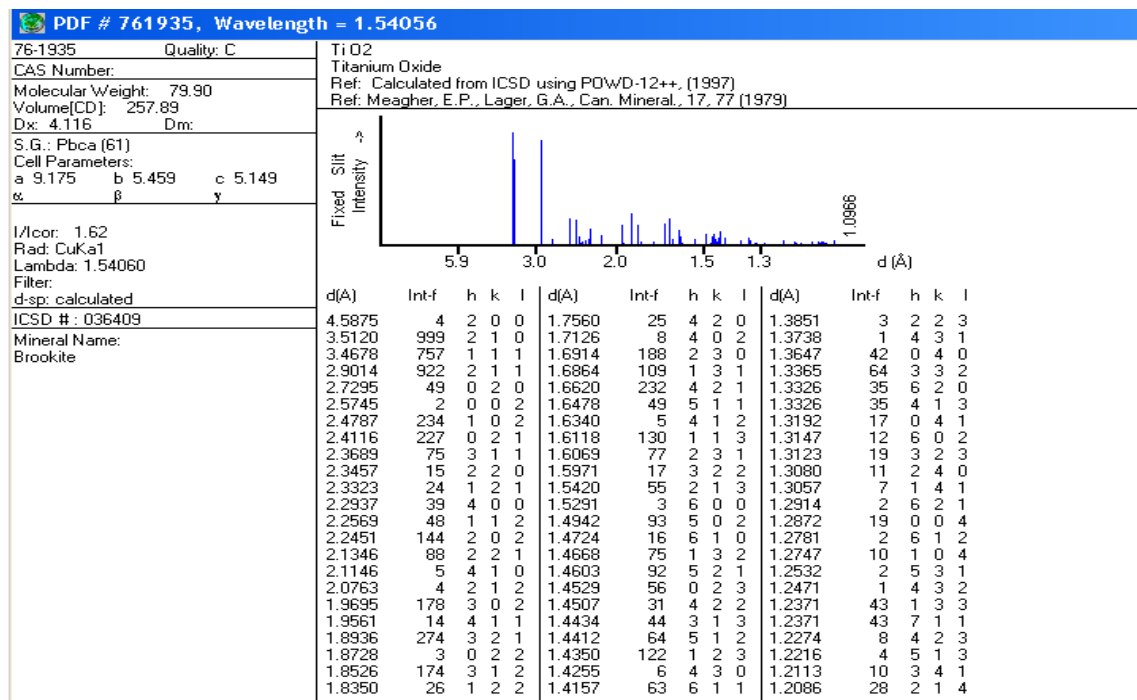 PDF # 761935, Wavelength = 1.54056
76-1935 Quality: C
CAS Number:
Molecular Weight: 79.90
Volume[CD]: 257.89
Dx: 4.116 Dm:
S.G.: Pbca (61)
Cell Parameters:
a 9.175 b 5.459 c 5.149
α β γ
I/Icor: 1.62
Rad: CuKa1
Lambda: 1.54060
Filter:
d-sp: calculated
ICSD # : 036409
Mineral Name:
Brookite
Ti O2
Titanium Oxide
Ref: Calculated from ICSD using POWD-12++, (1997)
Ref: Meagher, E.P., Lager, G.A., Can. Mineral., 17, 77 (1979)
Fixed Slit
Intensity ->
1.0966
5.9 3.0 2.0 1.5 1.3 d (Å)
d(A) Int-f h k l d(A) Int-f h k l d(A) Int-f h k l
4.5875 4 2 0 0 1.7560 25 4 2 0 1.3851 3 2 2 3
3.5120 999 2 1 0 1.7126 8 4 0 2 1.3738 1 4 3 1
3.4678 757 1 1 1 1.6914 188 2 3 0 1.3647 42 0 4 0
2.9014 922 2 1 1 1.6864 109 1 3 1 1.3365 64 3 3 2
2.7295 49 0 2 0 1.6620 232 4 2 1 1.3326 35 6 2 0
2.5745 2 0 0 2 1.6478 49 5 1 1 1.3326 35 4 1 3
2.4787 234 1 0 2 1.6340 5 4 1 2 1.3192 17 0 4 1
2.4116 227 0 2 1 1.6118 130 1 1 3 1.3147 12 6 0 2
2.3689 75 3 1 1 1.6069 77 2 3 1 1.3123 19 3 2 3
2.3457 15 2 2 0 1.5971 17 3 2 2 1.3080 11 2 4 0
2.3323 24 1 2 1 1.5420 55 2 1 3 1.3057 7 1 4 1
2.2937 39 4 0 0 1.5291 3 6 0 0 1.2914 2 6 2 1
2.2569 48 1 1 2 1.4942 93 5 0 2 1.2872 19 0 0 4
2.2451 144 2 0 2 1.4724 16 6 1 0 1.2781 2 6 1 2
2.1346 88 2 2 1 1.4668 75 1 3 2 1.2747 10 1 0 4
2.1146 5 4 1 0 1.4603 92 5 2 1 1.2532 2 5 3 1
2.0763 4 2 1 2 1.4529 56 0 2 3 1.2471 1 4 3 2
1.9695 178 3 0 2 1.4507 31 4 2 2 1.2371 43 1 3 3
1.9561 14 4 1 1 1.4434 44 3 1 3 1.2371 43 7 1 1
1.8936 274 3 2 1 1.4412 64 5 1 2 1.2274 8 4 2 3
1.8728 3 0 2 2 1.4350 122 1 2 3 1.2216 4 5 1 3
1.8526 174 3 1 2 1.4255 6 4 3 0 1.2113 10 3 4 1
1.8350 26 1 2 2 1.4157 63 6 1 1 1.2086 28 2 1 4